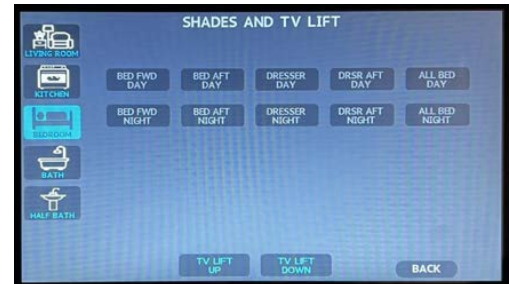 SHADES AND TV LIFT
LIVING ROOM
KITCHEN
BEDROOM
BATH
HALF BATH
BED FWD
DAY
BED AFT
DAY
DRESSER
DAY
DRSR AFT
DAY
ALL BED
DAY
BED FWD
NIGHT
BED AFT
NIGHT
DRESSER
NIGHT
DRSR AFT
NIGHT
ALL BED
NIGHT
TV LIFT
UP
TV LIFT
DOWN
BACK